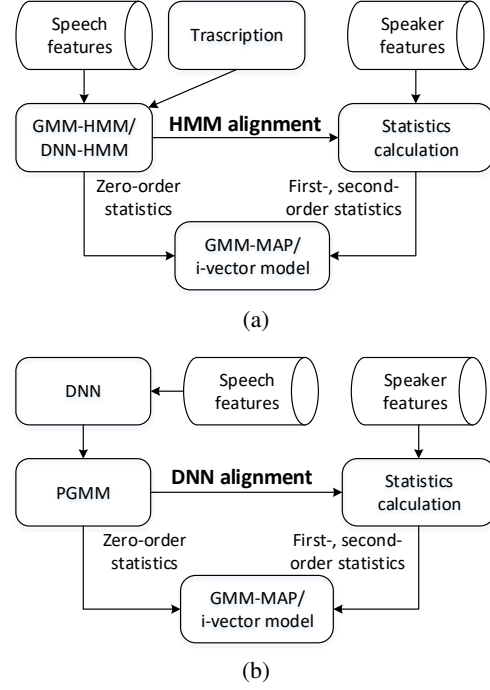 Speech
features
Trascription
Speaker
features
GMM-HMM/
DNN-HMM
HMM alignment
Statistics
calculation
Zero-order
statistics
First-, second-
order statistics
GMM-MAP/
i-vector model
(a)
DNN
Speech
features
Speaker
features
PGMM
DNN alignment
Statistics
calculation
Zero-order
statistics
First-, second-
order statistics
GMM-MAP/
i-vector model
(b)